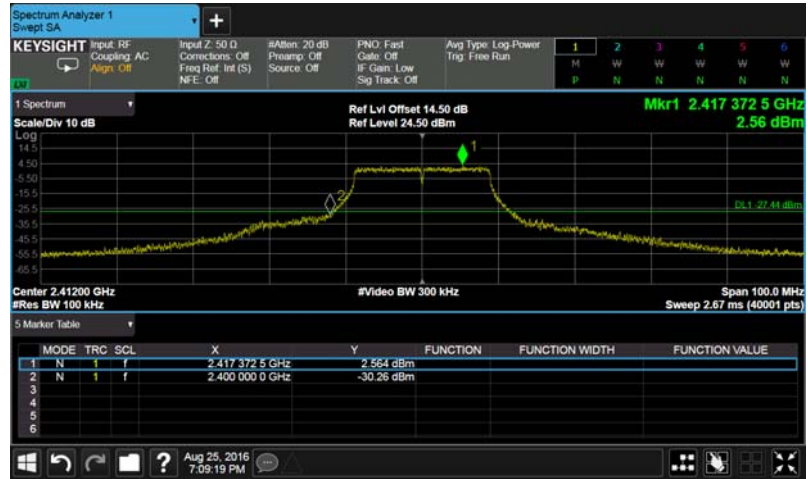 Spectrum Analyzer 1
Swept SA
+
KEYSIGHT
Input: RF
Coupling: AC
Align: Off
Input Z: 50 Ω
Corrections: Off
Freq Ref: Int (S)
NFE: Off
#Atten: 20 dB
Preamp: Off
Source: Off
PNO: Fast
Gate: Off
IF Gain: Low
Sig Track: Off
Avg Type: Log-Power
Trig: Free Run
1 2 3 4 5 6
M W W W W W
P N N N N N
LXI
1 Spectrum
Scale/Div 10 dB
Ref Lvl Offset 14.50 dB
Ref Level 24.50 dBm
Mkr1 2.417 372 5 GHz
2.56 dBm
Log
14.5
4.50
-5.50
-15.5
-25.5
-35.5
-45.5
-55.5
-65.5
1
2
DL1 -27.44 dBm
Center 2.41200 GHz
#Video BW 300 kHz
Span 100.0 MHz
#Res BW 100 kHz
Sweep 2.67 ms (40001 pts)
5 Marker Table
MODE TRC SCL X Y FUNCTION FUNCTION WIDTH FUNCTION VALUE
1 N 1 f 2.417 372 5 GHz 2.564 dBm
2 N 1 f 2.400 000 0 GHz -30.26 dBm
3
4
5
6
?
Aug 25, 2016
7:09:19 PM